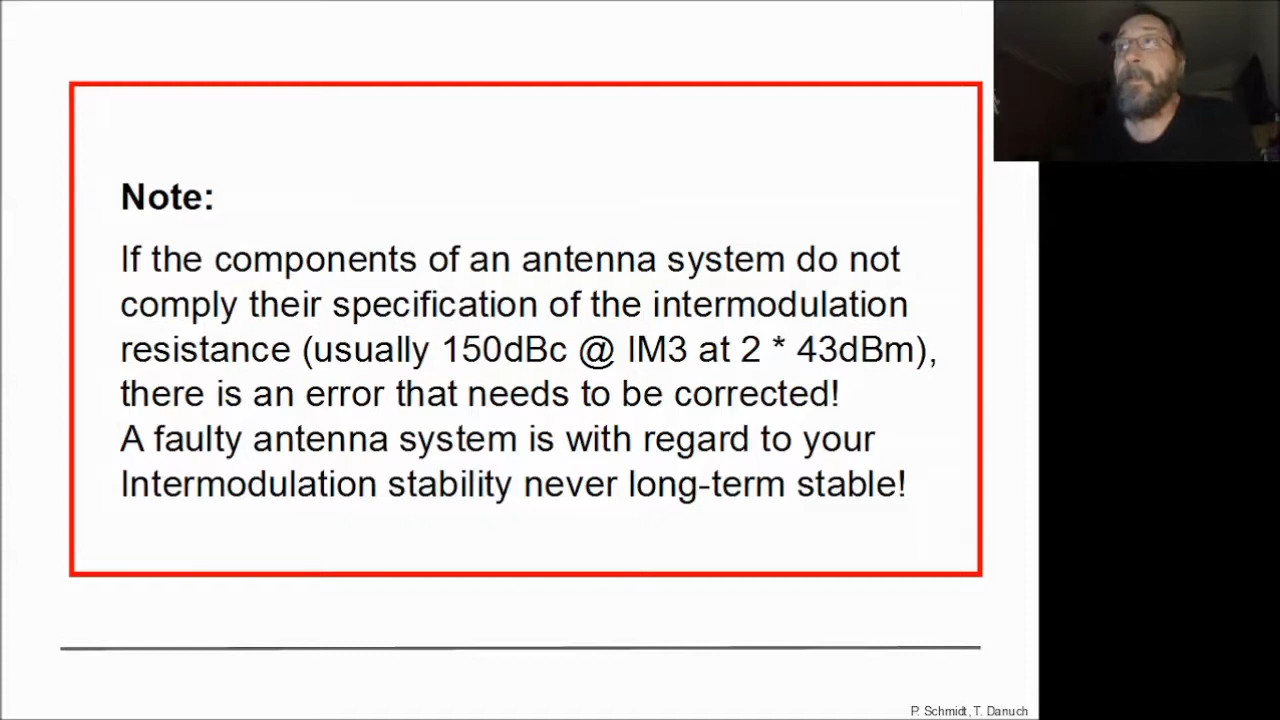 Note:
If the components of an antenna system do not
comply their specification of the intermodulation
resistance (usually 150dBc @ IM3 at 2 * 43dBm),
there is an error that needs to be corrected!
A faulty antenna system is with regard to your
Intermodulation stability never long-term stable!
P. Schmidt, T. Danuch